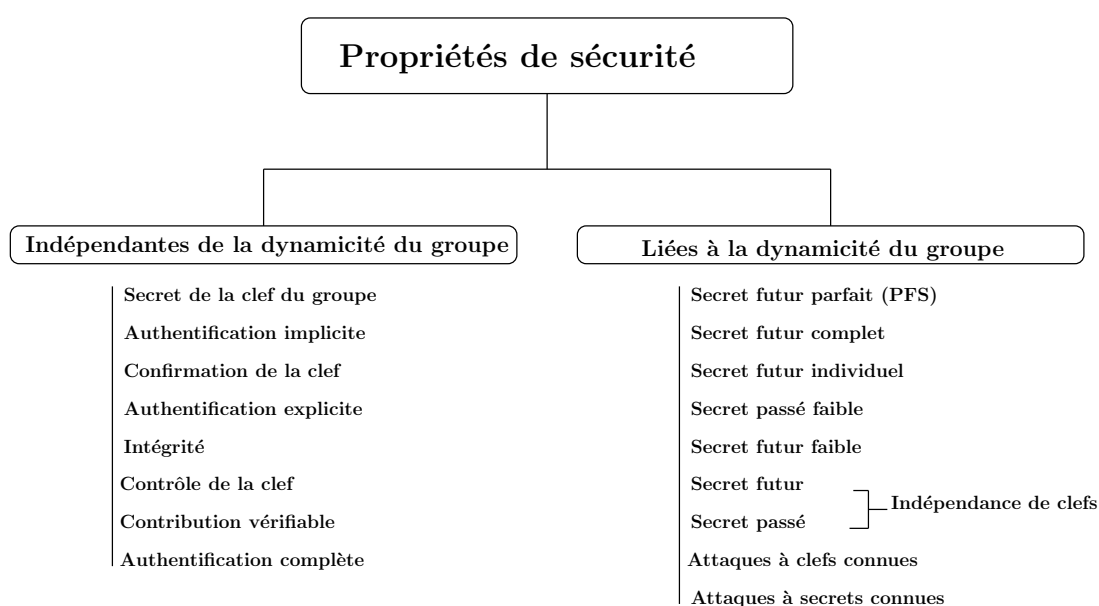 Propriétés de sécurité
Indépendantes de la dynamicité du groupe
Secret de la clef du groupe
Authentification implicite
Confirmation de la clef
Authentification explicite
Intégrité
Contrôle de la clef
Contribution vérifiable
Authentification complète
Liées à la dynamicité du groupe
Secret futur parfait (PFS)
Secret futur complet
Secret futur individuel
Secret passé faible
Secret futur faible
Secret futur
Secret passé
Indépendance de clefs
Attaques à clefs connues
Attaques à secrets connues